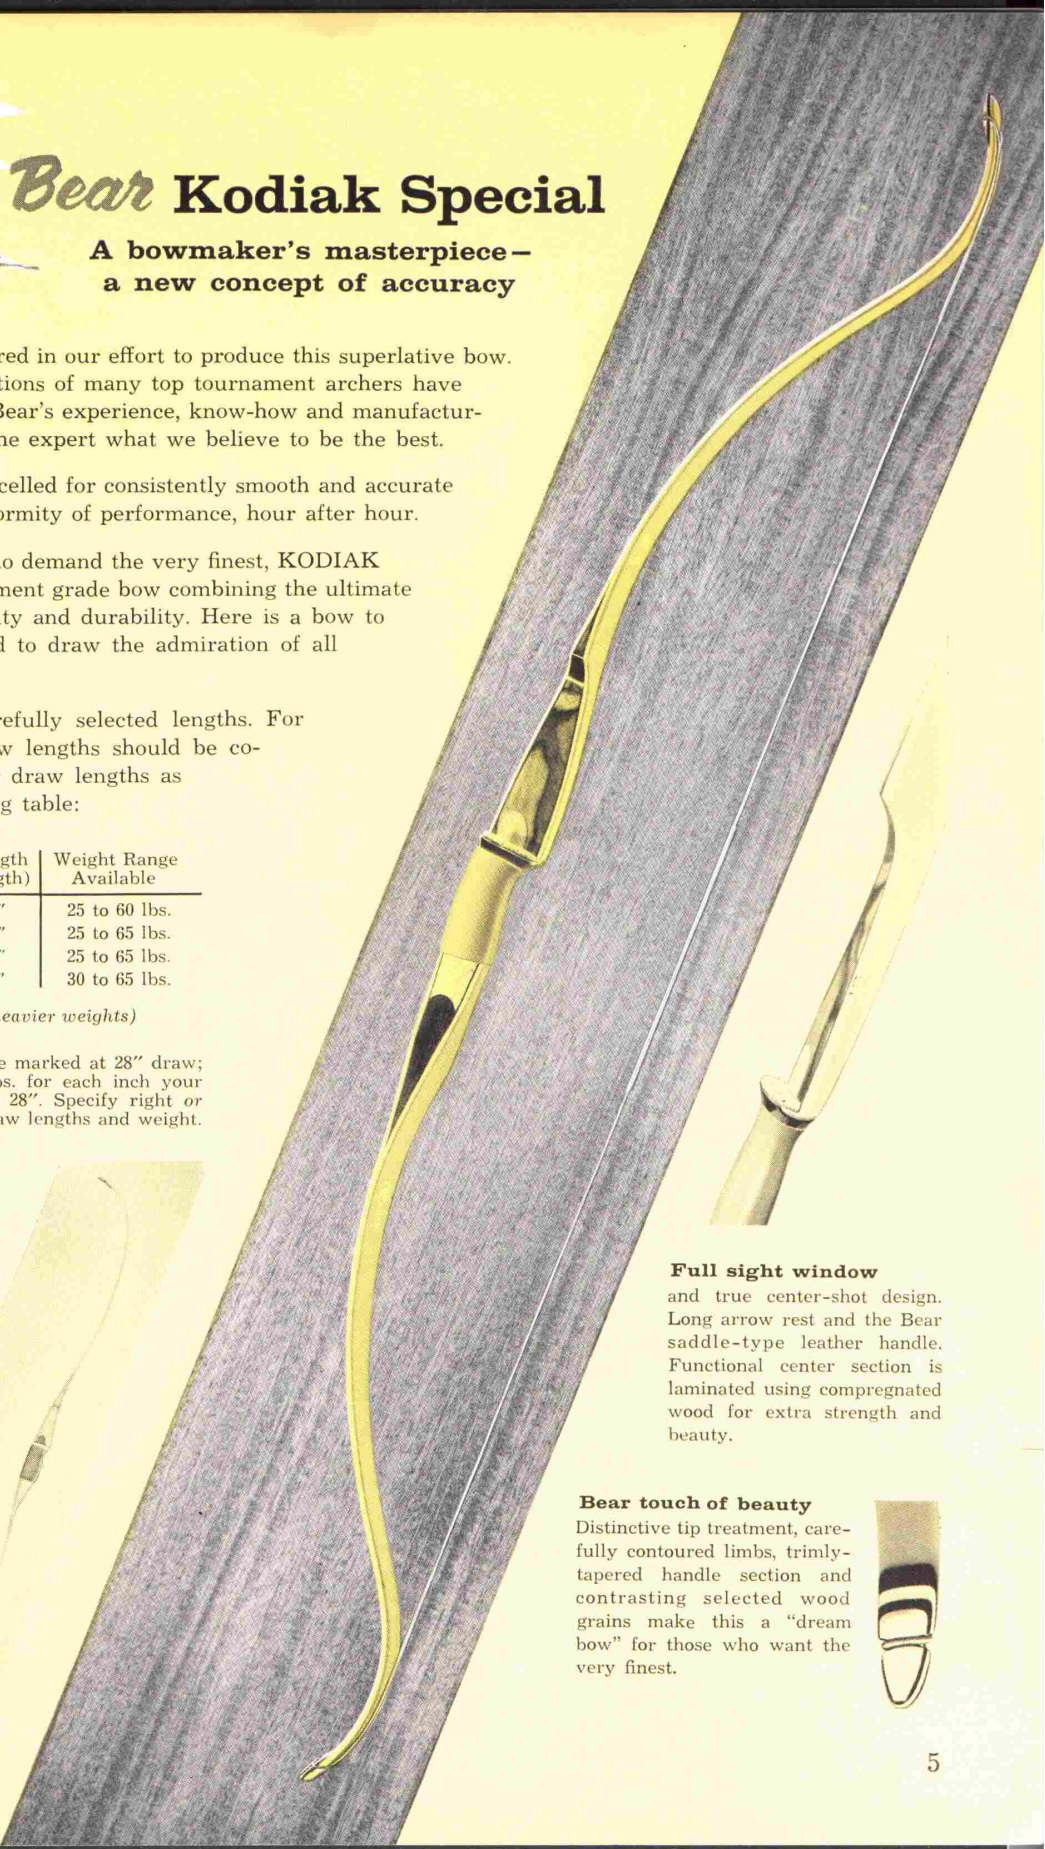 Bear Kodiak Special
A bowmaker's masterpiece—
a new concept of accuracy
red in our effort to produce this superlative bow.
tions of many top tournament archers have
Bear's experience, know-how and manufactur-
he expert what we believe to be the best.
celled for consistently smooth and accurate
ormity of performance, hour after hour.
o demand the very finest, KODIAK
ment grade bow combining the ultimate
ty and durability. Here is a bow to
d to draw the admiration of all
efully selected lengths. For
w lengths should be co-
draw lengths as
g table:
gth Weight Range
gth) Available
″ 25 to 60 lbs.
″ 25 to 65 lbs.
″ 25 to 65 lbs.
″ 30 to 65 lbs.
eavier weights)
e marked at 28″ draw;
s. for each inch your
28″. Specify right or
aw lengths and weight.
Full sight window
and true center-shot design.
Long arrow rest and the Bear
saddle-type leather handle.
Functional center section is
laminated using compregnated
wood for extra strength and
beauty.
Bear touch of beauty
Distinctive tip treatment, care-
fully contoured limbs, trimly-
tapered handle section and
contrasting selected wood
grains make this a "dream
bow" for those who want the
very finest.
5